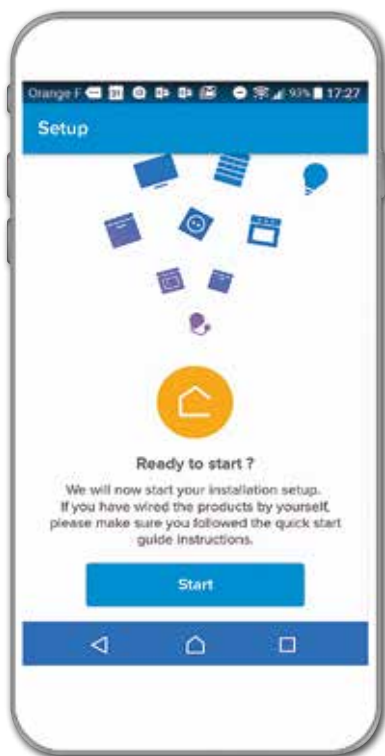 Orange F 93% 17:27
Setup
Ready to start ?
We will now start your installation setup.
If you have wired the products by yourself,
please make sure you followed the quick start
guide instructions.
Start